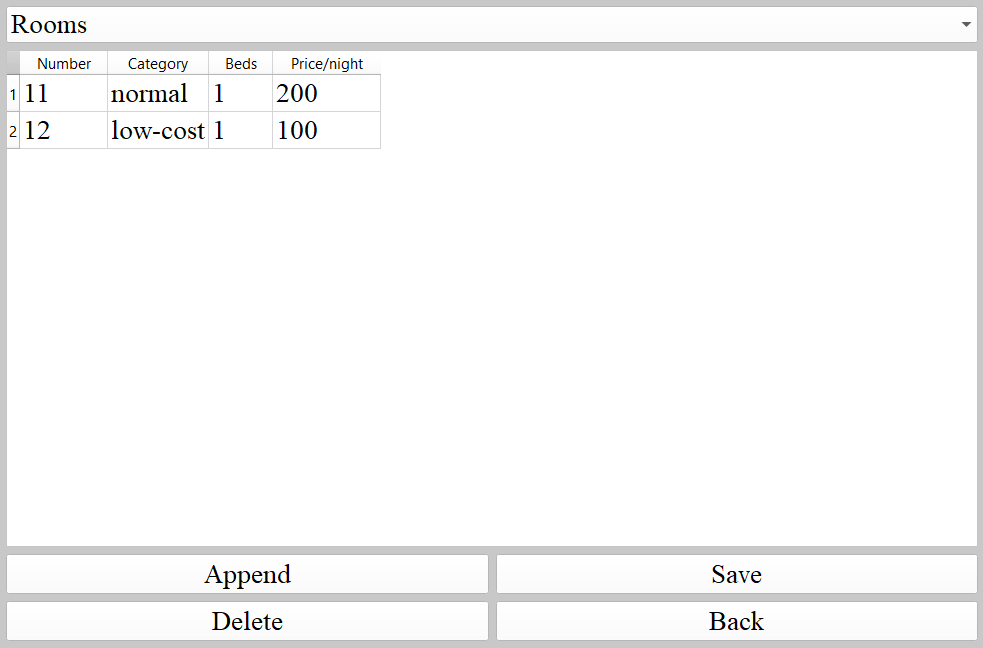 Rooms
Number Category Beds Price/night
1 11 normal 1 200
2 12 low-cost 1 100
Append Save
Delete Back